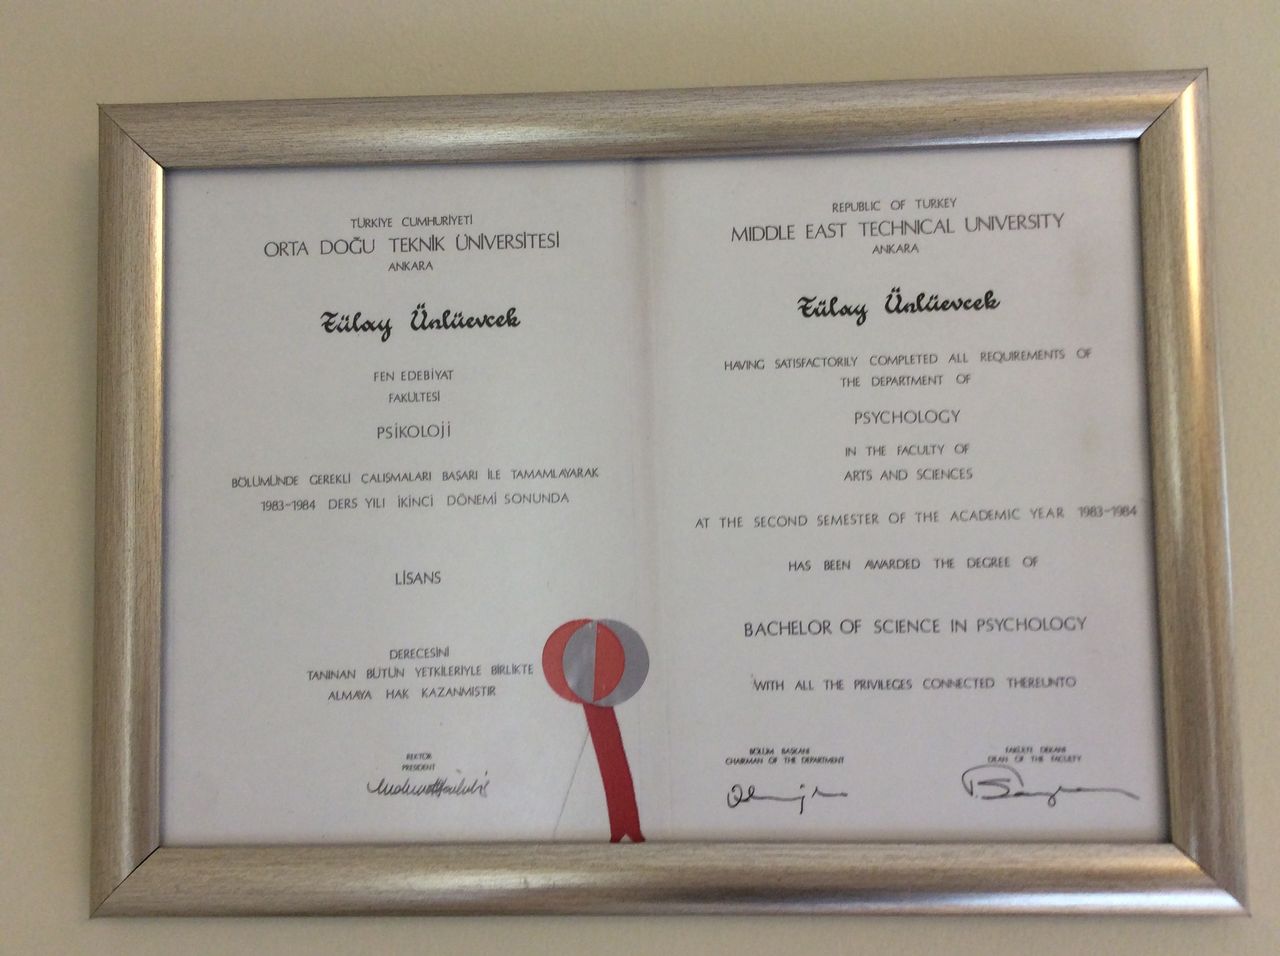 TÜRKİYE CUMHURİYETİ
ORTA DOĞU TEKNİK ÜNİVERSİTESİ
ANKARA
Tülay Ünlüevcek
FEN EDEBİYAT
FAKÜLTESİ
PSİKOLOJİ
BÖLÜMÜNDE GEREKLİ ÇALIŞMALARI BAŞARI İLE TAMAMLAYARAK
1983-1984 DERS YILI İKİNCİ DÖNEMİ SONUNDA
LİSANS
DERECESİNİ
TANINAN BÜTÜN YETKİLERİYLE BİRLİKTE
ALMAYA HAK KAZANMIŞTIR
REKTÖR
PRESIDENT
REPUBLIC OF TURKEY
MIDDLE EAST TECHNICAL UNIVERSITY
ANKARA
Tülay Ünlüevcek
HAVING SATISFACTORILY COMPLETED ALL REQUIREMENTS OF
THE DEPARTMENT OF
PSYCHOLOGY
IN THE FACULTY OF
ARTS AND SCIENCES
AT THE SECOND SEMESTER OF THE ACADEMIC YEAR 1983-1984
HAS BEEN AWARDED THE DEGREE OF
BACHELOR OF SCIENCE IN PSYCHOLOGY
WITH ALL THE PRIVILEGES CONNECTED THEREUNTO
BÖLÜM BAŞKANI
CHAIRMAN OF THE DEPARTMENT
FAKÜLTE DEKANI
DEAN OF THE FACULTY